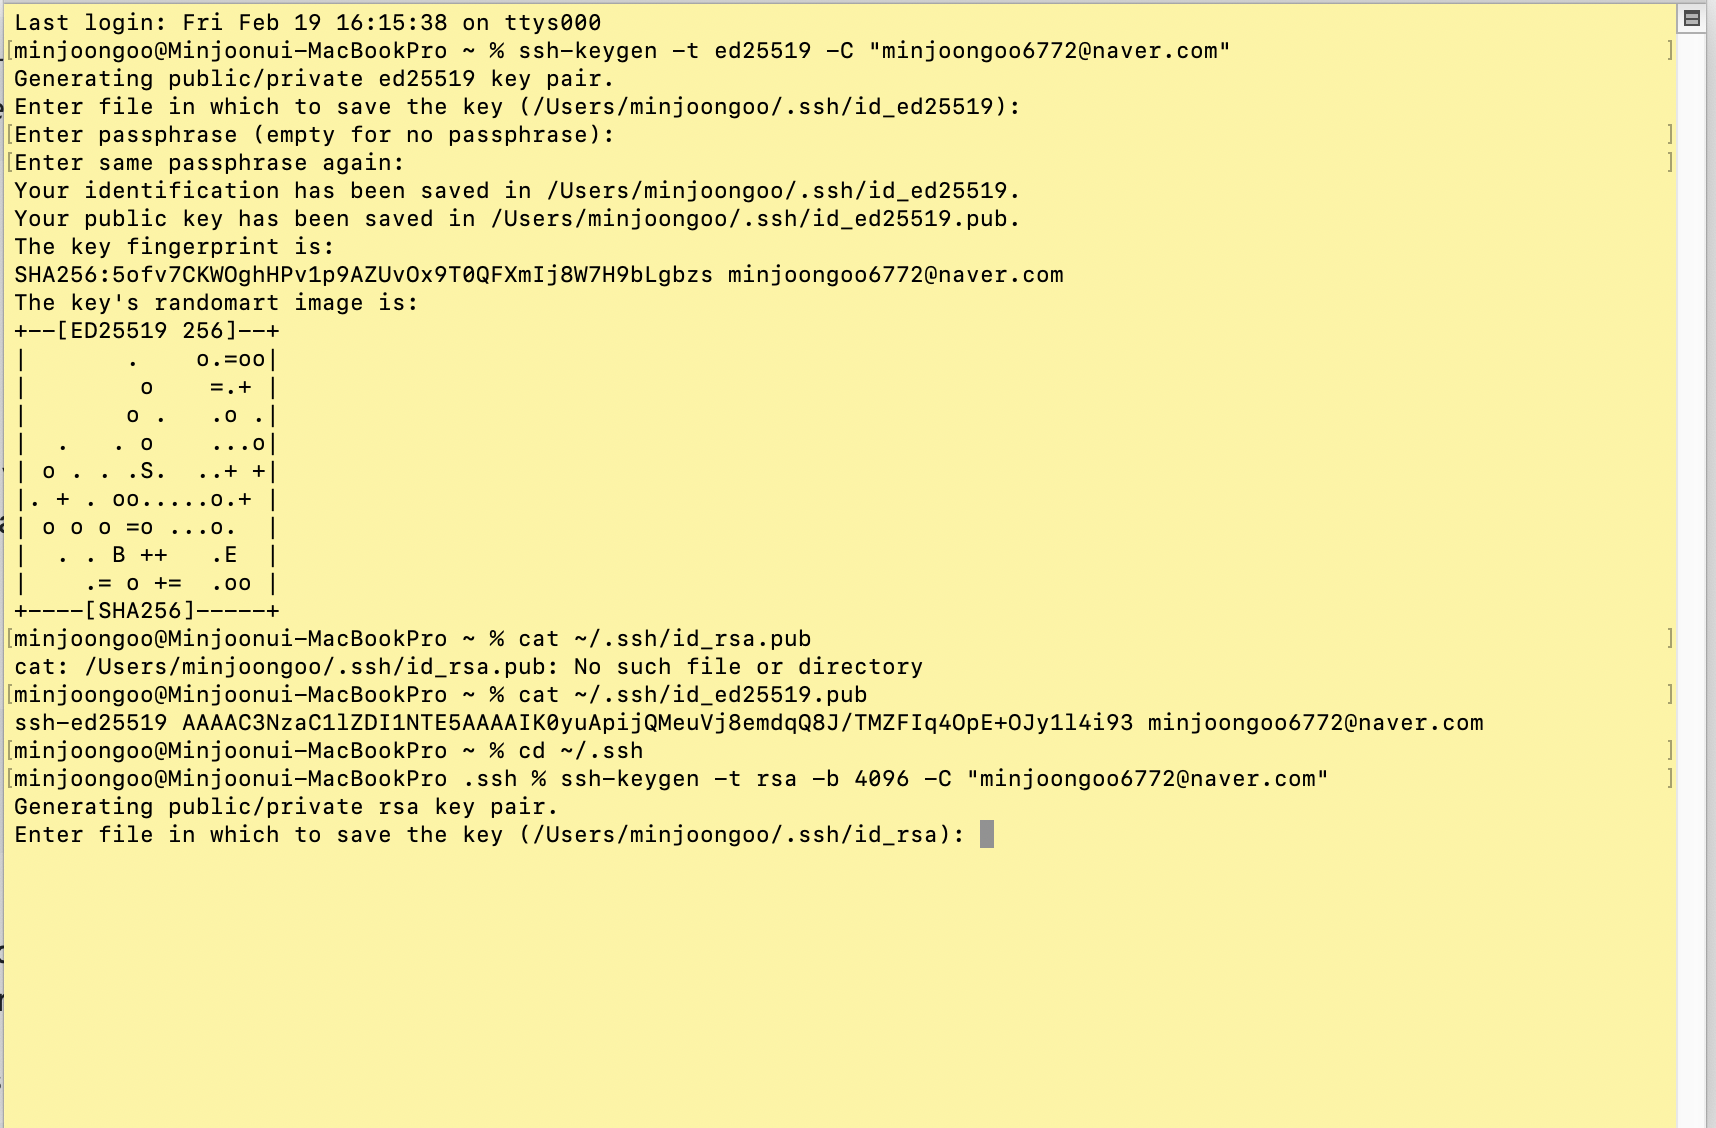 Last login: Fri Feb 19 16:15:38 on ttys000
[minjoongoo@Minjoonui-MacBookPro ~ % ssh-keygen -t ed25519 -C "minjoongoo6772@naver.com" ]
Generating public/private ed25519 key pair.
Enter file in which to save the key (/Users/minjoongoo/.ssh/id_ed25519):
[Enter passphrase (empty for no passphrase): ]
[Enter same passphrase again: ]
Your identification has been saved in /Users/minjoongoo/.ssh/id_ed25519.
Your public key has been saved in /Users/minjoongoo/.ssh/id_ed25519.pub.
The key fingerprint is:
SHA256:5ofv7CKWOghHPv1p9AZUvOx9T0QFXmIj8W7H9bLgbzs minjoongoo6772@naver.com
The key's randomart image is:
+--[ED25519 256]--+
|       .    o.=oo|
|        o    =.+ |
|       o .   .o .|
|  .   . o    ...o|
| o . . .S.  ..+ +|
|. + . oo.....o.+ |
| o o o =o ...o.  |
|  . . B ++   .E  |
|    .= o +=  .oo |
+----[SHA256]-----+
[minjoongoo@Minjoonui-MacBookPro ~ % cat ~/.ssh/id_rsa.pub ]
cat: /Users/minjoongoo/.ssh/id_rsa.pub: No such file or directory
[minjoongoo@Minjoonui-MacBookPro ~ % cat ~/.ssh/id_ed25519.pub ]
ssh-ed25519 AAAAC3NzaC1lZDI1NTE5AAAAIK0yuApijQMeuVj8emdqQ8J/TMZFIq4OpE+OJy1l4i93 minjoongoo6772@naver.com
[minjoongoo@Minjoonui-MacBookPro ~ % cd ~/.ssh ]
[minjoongoo@Minjoonui-MacBookPro .ssh % ssh-keygen -t rsa -b 4096 -C "minjoongoo6772@naver.com" ]
Generating public/private rsa key pair.
Enter file in which to save the key (/Users/minjoongoo/.ssh/id_rsa):